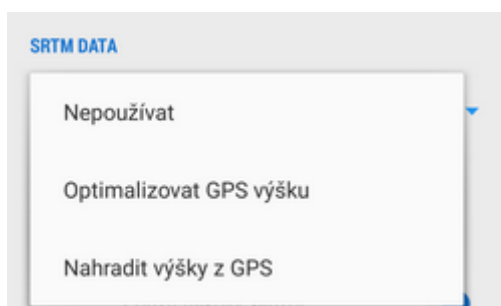 SRTM DATA
Nepoužívat
Optimalizovat GPS výšku
Nahradit výšky z GPS